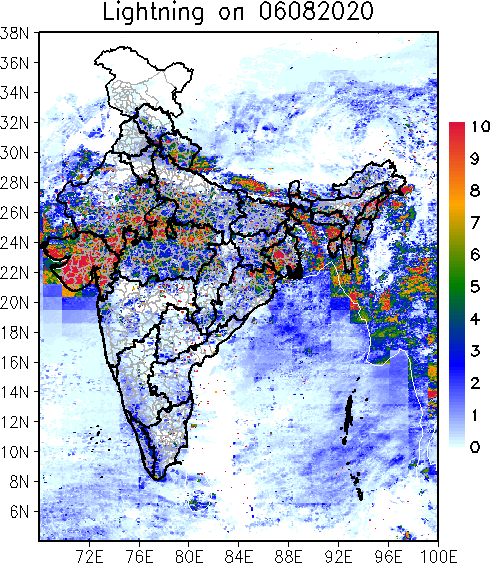 Lightning on 06082020
38N
36N
34N
32N
30N
28N
26N
24N
22N
20N
18N
16N
14N
12N
10N
8N
6N
10
9
8
7
6
5
4
3
2
1
0
72E 76E 80E 84E 88E 92E 96E 100E